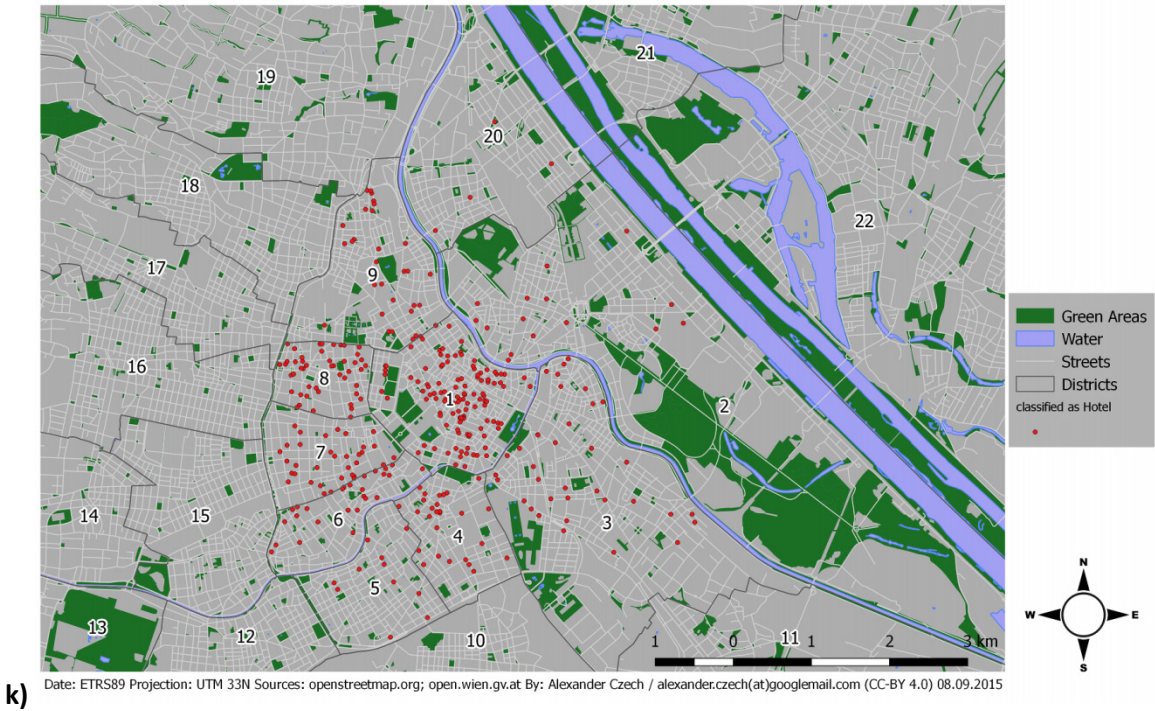 21
19
20
18
22
17
9
16
8
1
2
7
14
15
6
4
3
5
13
12
10
11
1 0 1 2 3 km
Green Areas
Water
Streets
Districts
classified as Hotel
N
W E
S
k)
Date: ETRS89 Projection: UTM 33N Sources: openstreetmap.org; open.wien.gv.at By: Alexander Czech / alexander.czech(at)googlemail.com (CC-BY 4.0) 08.09.2015